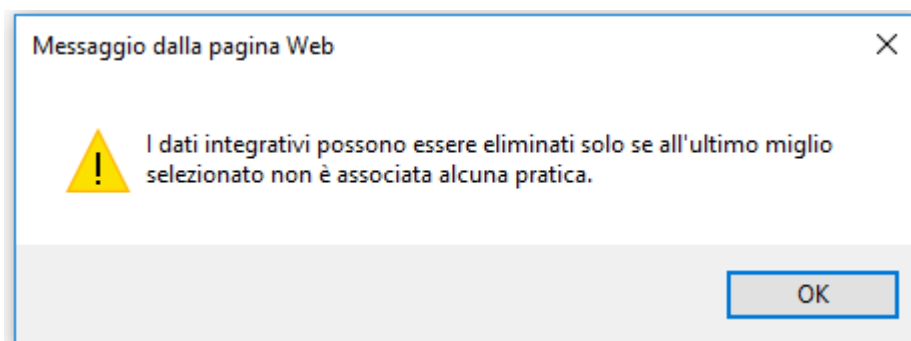 Messaggio dalla pagina Web
I dati integrativi possono essere eliminati solo se all'ultimo miglio
selezionato non è associata alcuna pratica.
OK